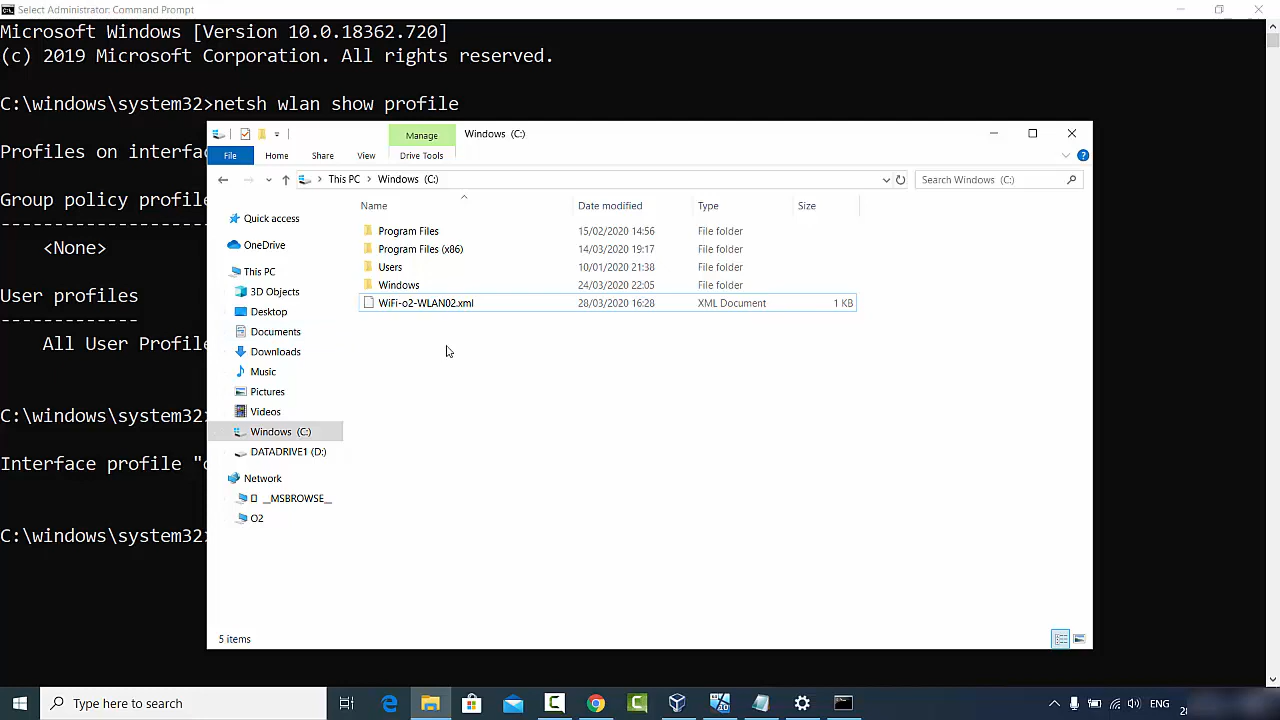 Select Administrator: Command Prompt
Microsoft Windows [Version 10.0.18362.720]
(c) 2019 Microsoft Corporation. All rights reserved.
C:\windows\system32>netsh wlan show profile
Profiles on interfac
Group policy profile
---------------------
<None>
User profiles
-------------
All User Profile
C:\windows\system32>
Interface profile "
C:\windows\system32>
Manage
Windows (C:)
File
Home
Share
View
Drive Tools
This PC
Windows (C:)
Search Windows (C:)
Name
Date modified
Type
Size
Program Files 15/02/2020 14:56 File folder
Program Files (x86) 14/03/2020 19:17 File folder
Users 10/01/2020 21:38 File folder
Windows 24/03/2020 22:05 File folder
WiFi-o2-WLAN02.xml 28/03/2020 16:28 XML Document 1 KB
Quick access
OneDrive
This PC
3D Objects
Desktop
Documents
Downloads
Music
Pictures
Videos
Windows (C:)
DATADRIVE1 (D:)
Network
__MSBROWSE__
O2
5 items
Type here to search
ENG